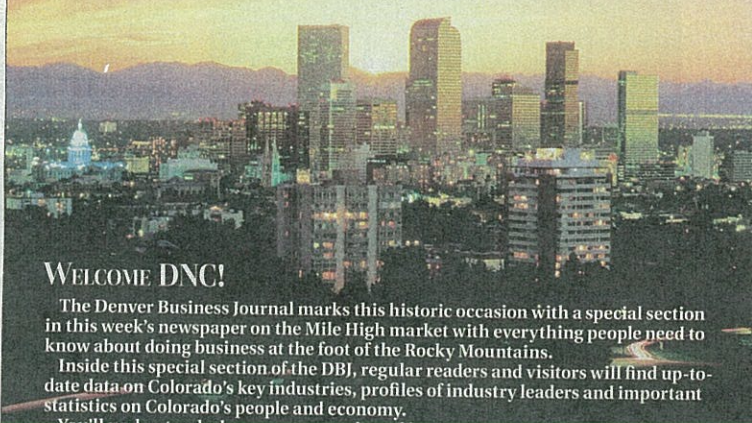 WELCOME DNC!
The Denver Business Journal marks this historic occasion with a special section
in this week's newspaper on the Mile High market with everything people need to
know about doing business at the foot of the Rocky Mountains.
Inside this special section of the DBJ, regular readers and visitors will find up-to-
date data on Colorado's key industries, profiles of industry leaders and important
statistics on Colorado's people and economy.